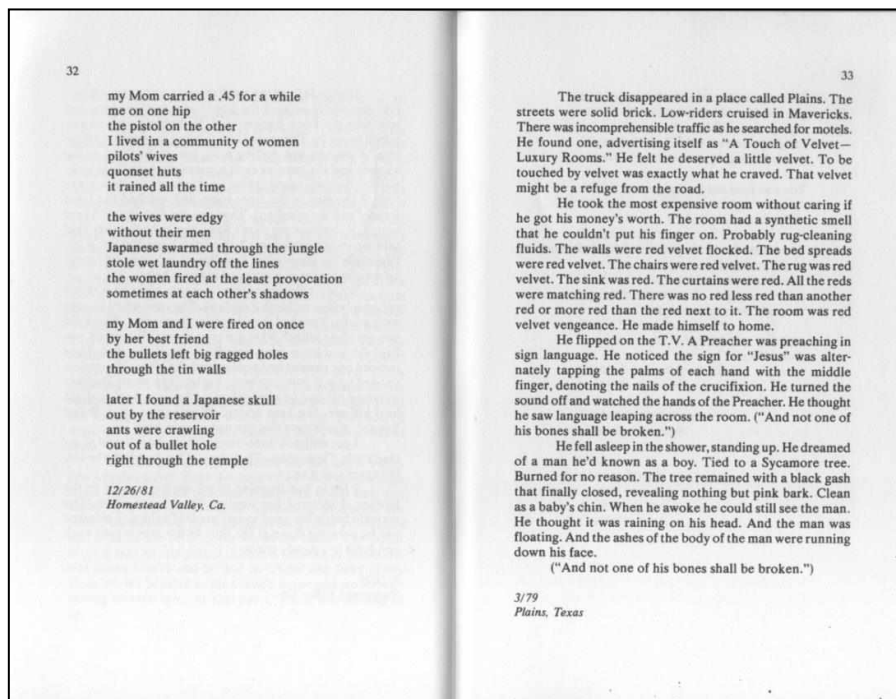 32
my Mom carried a .45 for a while
me on one hip
the pistol on the other
I lived in a community of women
pilots' wives
quonset huts
it rained all the time
the wives were edgy
without their men
Japanese swarmed through the jungle
stole wet laundry off the lines
the women fired at the least provocation
sometimes at each other's shadows
my Mom and I were fired on once
by her best friend
the bullets left big ragged holes
through the tin walls
later I found a Japanese skull
out by the reservoir
ants were crawling
out of a bullet hole
right through the temple
12/26/81
Homestead Valley, Ca.
33
The truck disappeared in a place called Plains. The
streets were solid brick. Low-riders cruised in Mavericks.
There was incomprehensible traffic as he searched for motels.
He found one, advertising itself as "A Touch of Velvet—
Luxury Rooms." He felt he deserved a little velvet. To be
touched by velvet was exactly what he craved. That velvet
might be a refuge from the road.
He took the most expensive room without caring if
he got his money's worth. The room had a synthetic smell
that he couldn't put his finger on. Probably rug-cleaning
fluids. The walls were red velvet flocked. The bed spreads
were red velvet. The chairs were red velvet. The rug was red
velvet. The sink was red. The curtains were red. All the reds
were matching red. There was no red less red than another
red or more red than the red next to it. The room was red
velvet vengeance. He made himself to home.
He flipped on the T.V. A Preacher was preaching in
sign language. He noticed the sign for "Jesus" was alter-
nately tapping the palms of each hand with the middle
finger, denoting the nails of the crucifixion. He turned the
sound off and watched the hands of the Preacher. He thought
he saw language leaping across the room. ("And not one of
his bones shall be broken.")
He fell asleep in the shower, standing up. He dreamed
of a man he'd known as a boy. Tied to a Sycamore tree.
Burned for no reason. The tree remained with a black gash
that finally closed, revealing nothing but pink bark. Clean
as a baby's chin. When he awoke he could still see the man.
He thought it was raining on his head. And the man was
floating. And the ashes of the body of the man were running
down his face.
("And not one of his bones shall be broken.")
3/79
Plains, Texas